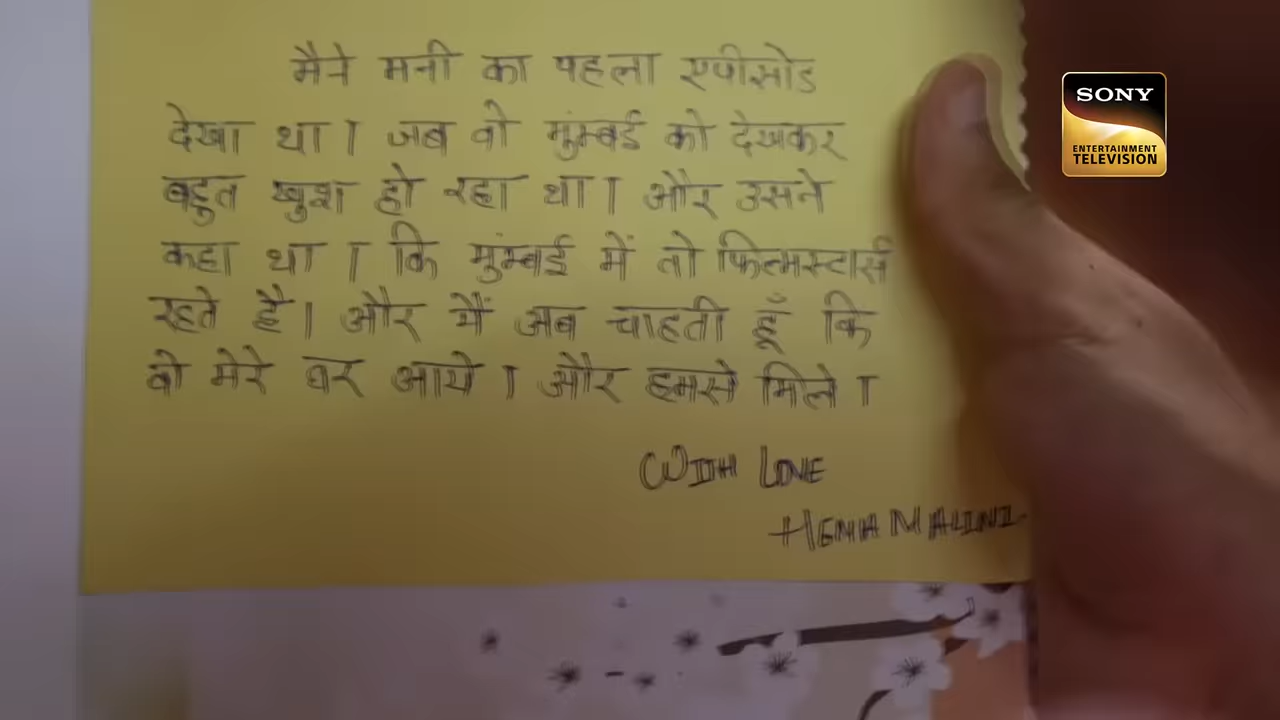 मैने मनी का पहला एपीसोड
देखा था। जब वो मुंम्बई को देखकर
बहुत खुश हो रहा था। और उसने
कहा था। कि मुंम्बई में तो फिल्मस्टार्स
रहते है। और मैं अब चाहती हूँ कि
वो मेरे घर आये। और हमसे मिले।
WITH LOVE
HEMA MALINI
SONY
ENTERTAINMENT
TELEVISION